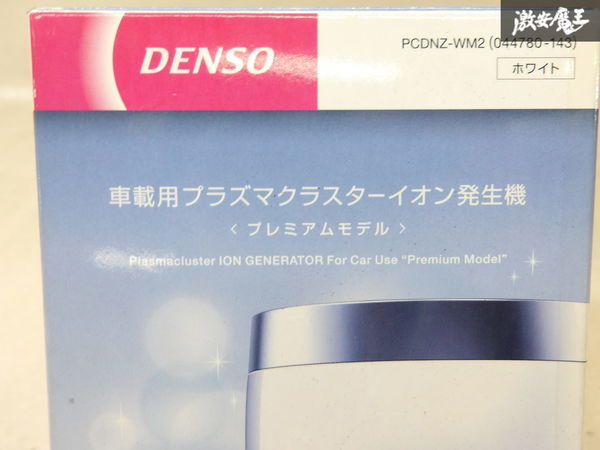 激安魔王
DENSO
PCDNZ-WM2 (044780-143)
ホワイト
車載用プラズマクラスターイオン発生機
〈 プレミアムモデル 〉
Plasmacluster ION GENERATOR For Car Use “Premium Model”